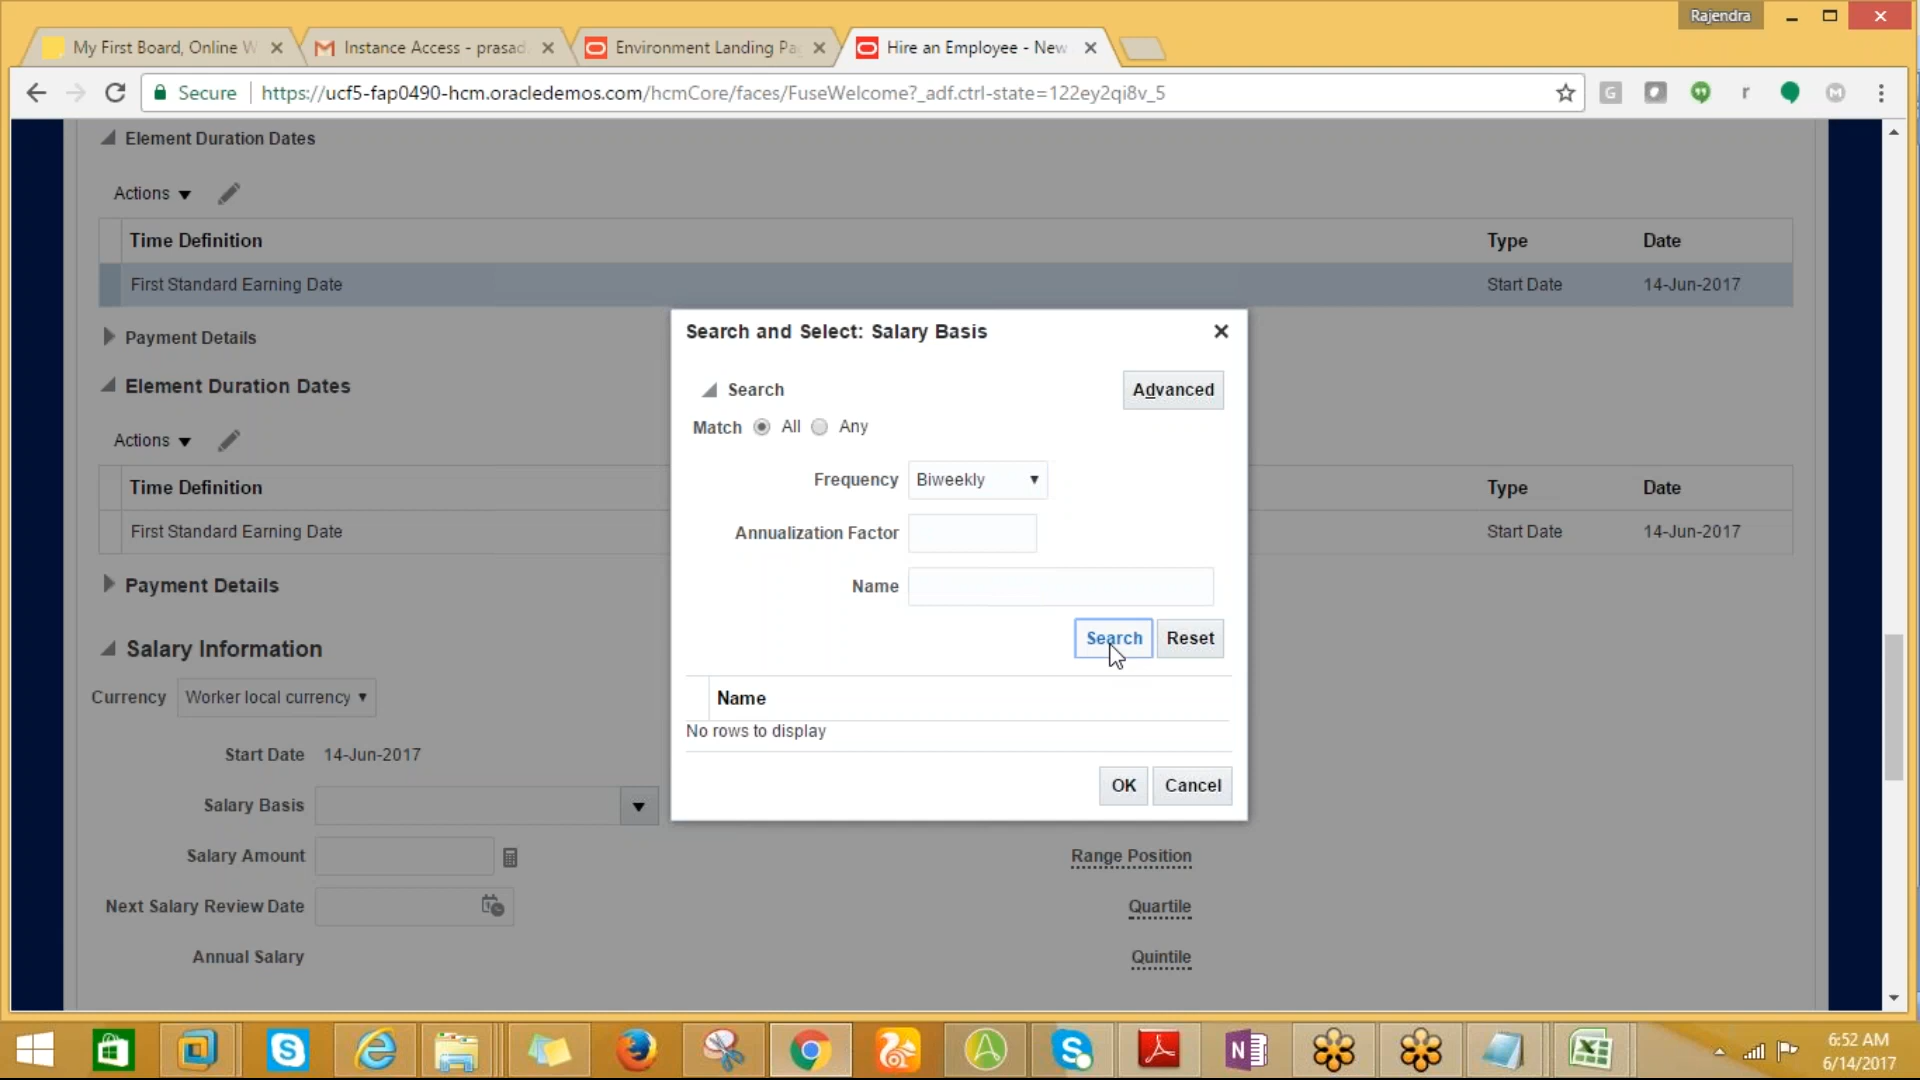 Rajendra
My First Board, Online W
Instance Access - prasad
Environment Landing Pa
Hire an Employee - New
Secure
https://ucf5-fap0490-hcm.oracledemos.com/hcmCore/faces/FuseWelcome?_adf.ctrl-state=122ey2qi8v_5
Element Duration Dates
Actions
Time Definition Type Date
First Standard Earning Date Start Date 14-Jun-2017
Payment Details
Element Duration Dates
Actions
Time Definition Type Date
First Standard Earning Date Start Date 14-Jun-2017
Payment Details
Salary Information
Currency Worker local currency
Start Date 14-Jun-2017
Salary Basis
Salary Amount
Next Salary Review Date
Annual Salary
Range Position
Quartile
Quintile
Search and Select: Salary Basis
Search
Advanced
Match All Any
Frequency Biweekly
Annualization Factor
Name
Search Reset
Name
No rows to display
OK Cancel
6:52 AM
6/14/2017